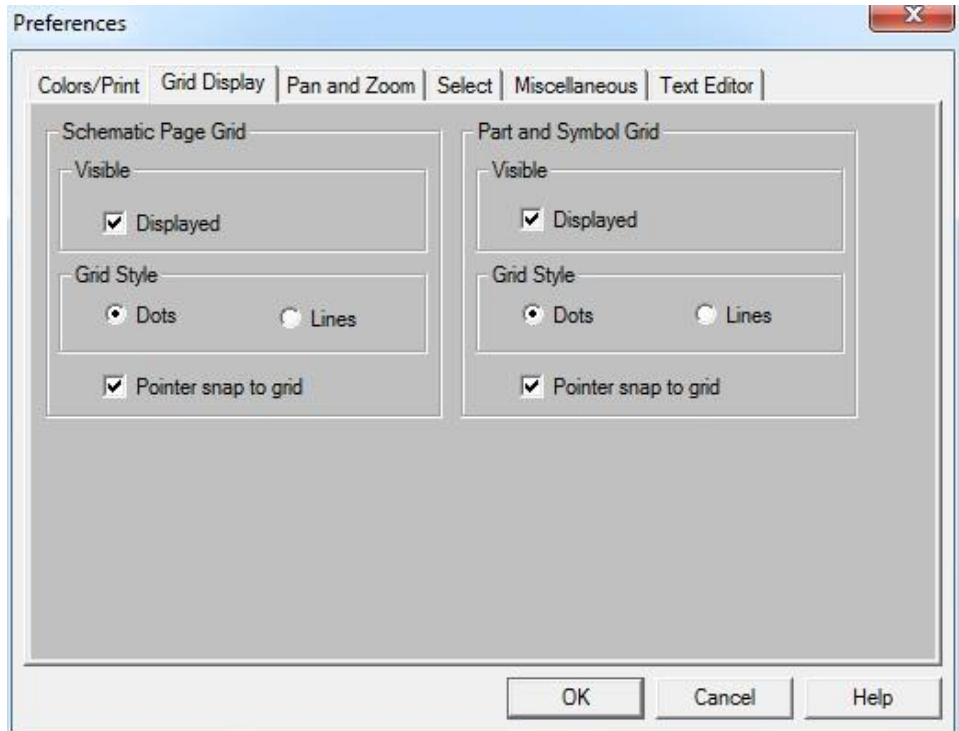 Preferences
Colors/Print Grid Display Pan and Zoom Select Miscellaneous Text Editor
Schematic Page Grid
Visible
Displayed
Grid Style
Dots Lines
Pointer snap to grid
Part and Symbol Grid
Visible
Displayed
Grid Style
Dots Lines
Pointer snap to grid
OK Cancel Help